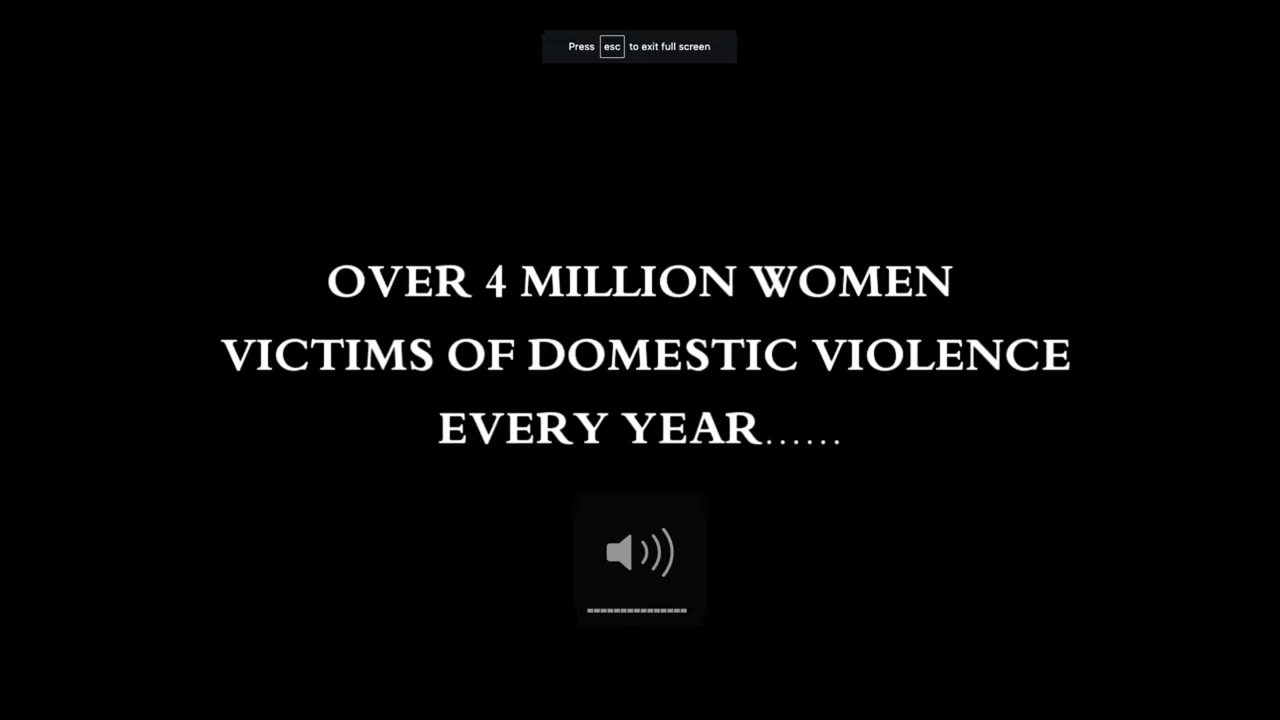 Press esc to exit full screen
OVER 4 MILLION WOMEN
VICTIMS OF DOMESTIC VIOLENCE
EVERY YEAR......